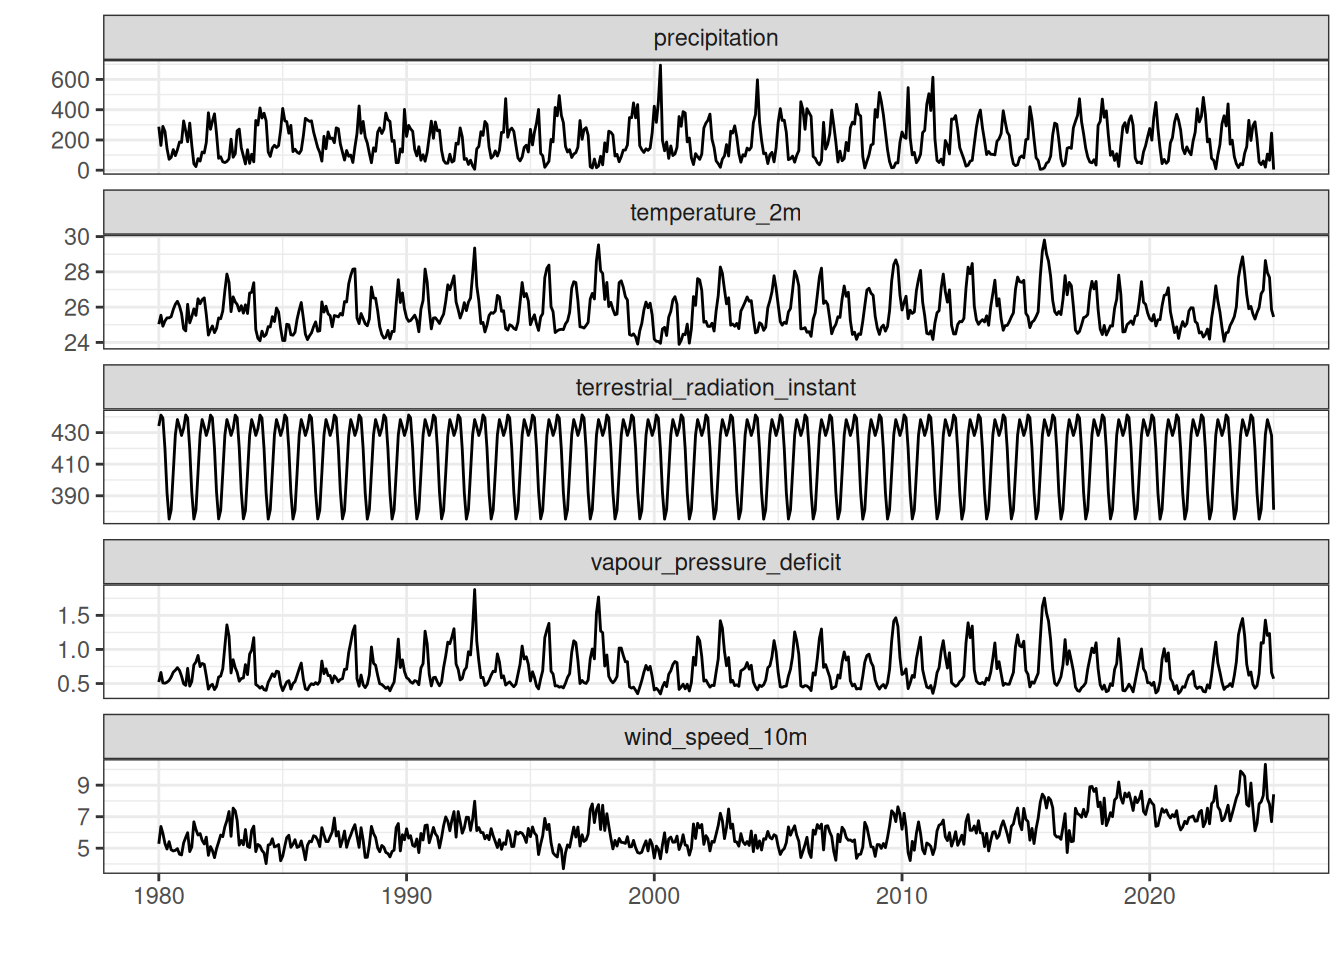 precipitation
600
400
200
0
temperature_2m
30
28
26
24
terrestrial_radiation_instant
430
410
390
vapour_pressure_deficit
1.5
1.0
0.5
wind_speed_10m
9
7
5
1980 1990 2000 2010 2020